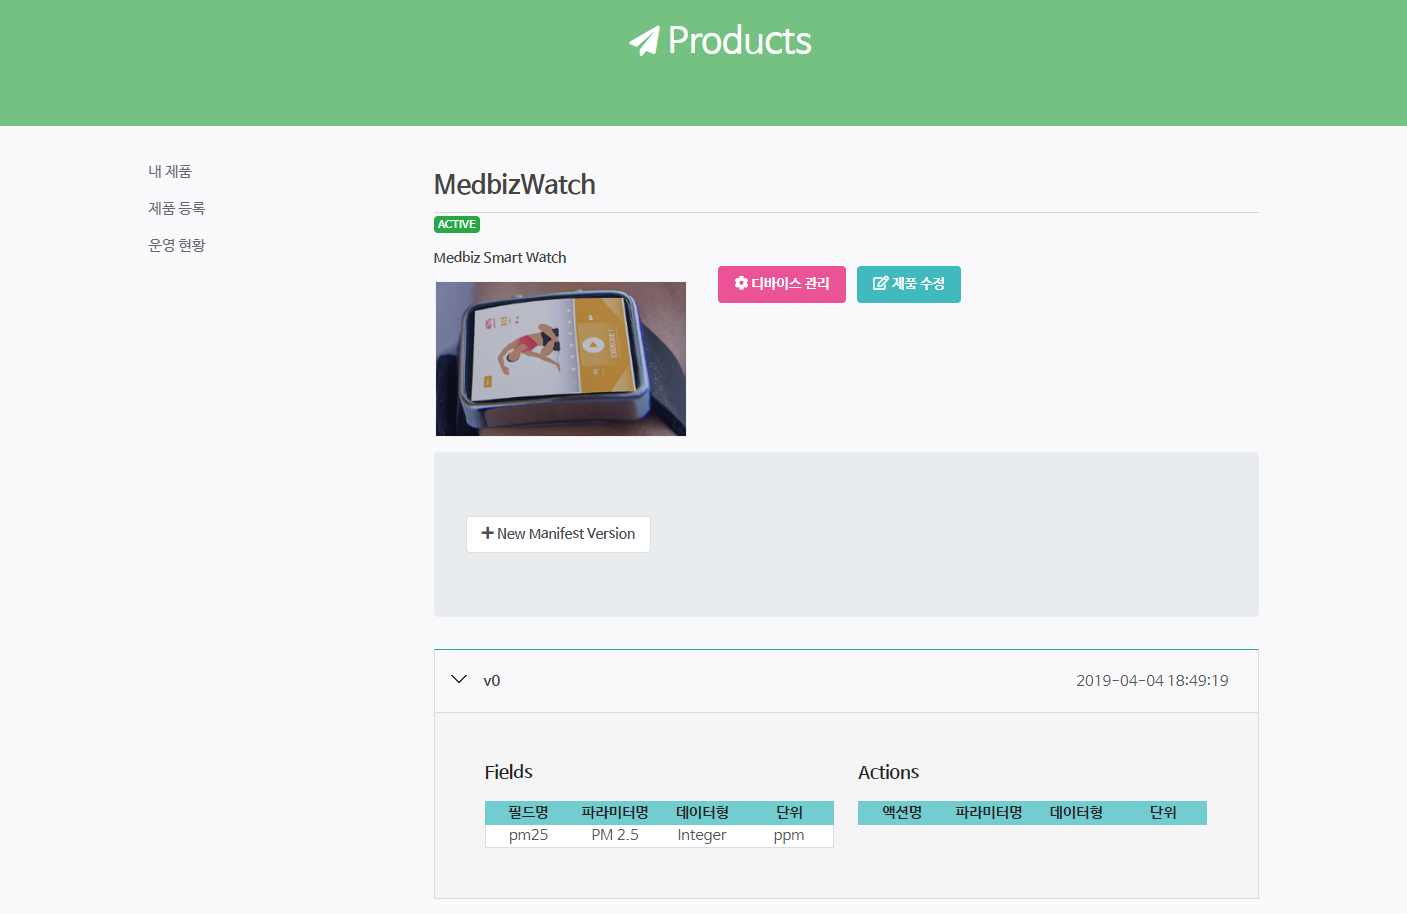 Products
내 제품
제품 등록
운영 현황
MedbizWatch
ACTIVE
Medbiz Smart Watch
디바이스 관리
제품 수정
New Manifest Version
v0
2019-04-04 18:49:19
Fields
필드명 파라미터명 데이터형 단위
pm25 PM 2.5 Integer ppm
Actions
액션명 파라미터명 데이터형 단위